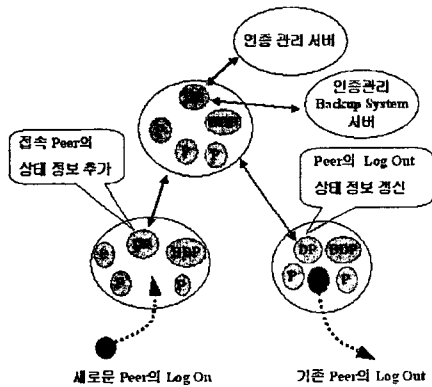 인증 관리 서버
인증관리
Backup System
서버
P P
접속 Peer의
상태 정보 추가
Peer의 Log Out
상태 정보 갱신
P
BDP
P
P
DP BDP
P P
새로운 Peer의 Log On
기존 Peer의 Log Out